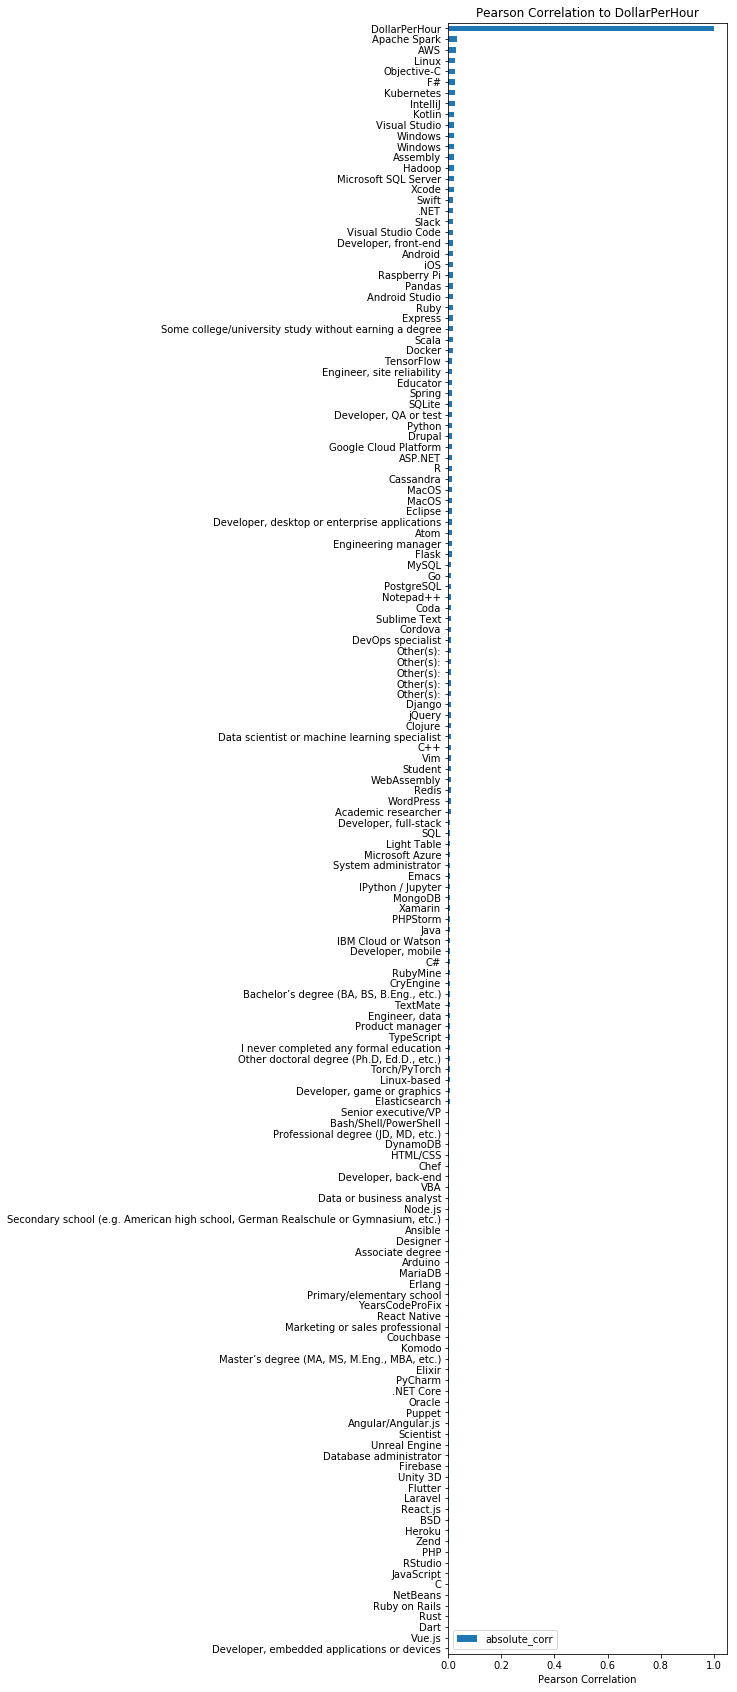 Pearson Correlation to DollarPerHour
DollarPerHour
Apache Spark
AWS
Linux
Objective-C
F#
Kubernetes
IntelliJ
Kotlin
Visual Studio
Windows
Windows
Assembly
Hadoop
Microsoft SQL Server
Xcode
Swift
.NET
Slack
Visual Studio Code
Developer, front-end
Android
iOS
Raspberry Pi
Pandas
Android Studio
Ruby
Express
Some college/university study without earning a degree
Scala
Docker
TensorFlow
Engineer, site reliability
Educator
Spring
SQLite
Developer, QA or test
Python
Drupal
Google Cloud Platform
ASP.NET
R
Cassandra
MacOS
MacOS
Eclipse
Developer, desktop or enterprise applications
Atom
Engineering manager
Flask
MySQL
Go
PostgreSQL
Notepad++
Coda
Sublime Text
Cordova
DevOps specialist
Other(s):
Other(s):
Other(s):
Other(s):
Other(s):
Django
jQuery
Clojure
Data scientist or machine learning specialist
C++
Vim
Student
WebAssembly
Redis
WordPress
Academic researcher
Developer, full-stack
SQL
Light Table
Microsoft Azure
System administrator
Emacs
IPython / Jupyter
MongoDB
Xamarin
PHPStorm
Java
IBM Cloud or Watson
Developer, mobile
C#
RubyMine
CryEngine
Bachelor’s degree (BA, BS, B.Eng., etc.)
TextMate
Engineer, data
Product manager
TypeScript
I never completed any formal education
Other doctoral degree (Ph.D, Ed.D., etc.)
Torch/PyTorch
Linux-based
Developer, game or graphics
Elasticsearch
Senior executive/VP
Bash/Shell/PowerShell
Professional degree (JD, MD, etc.)
DynamoDB
HTML/CSS
Chef
Developer, back-end
VBA
Data or business analyst
Node.js
Secondary school (e.g. American high school, German Realschule or Gymnasium, etc.)
Ansible
Designer
Associate degree
Arduino
MariaDB
Erlang
Primary/elementary school
YearsCodeProFix
React Native
Marketing or sales professional
Couchbase
Komodo
Master’s degree (MA, MS, M.Eng., MBA, etc.)
Elixir
PyCharm
.NET Core
Oracle
Puppet
Angular/Angular.js
Scientist
Unreal Engine
Database administrator
Firebase
Unity 3D
Flutter
Laravel
React.js
BSD
Heroku
Zend
PHP
RStudio
JavaScript
C
NetBeans
Ruby on Rails
Rust
Dart
Vue.js
Developer, embedded applications or devices
absolute_corr
0.0 0.2 0.4 0.6 0.8 1.0
Pearson Correlation